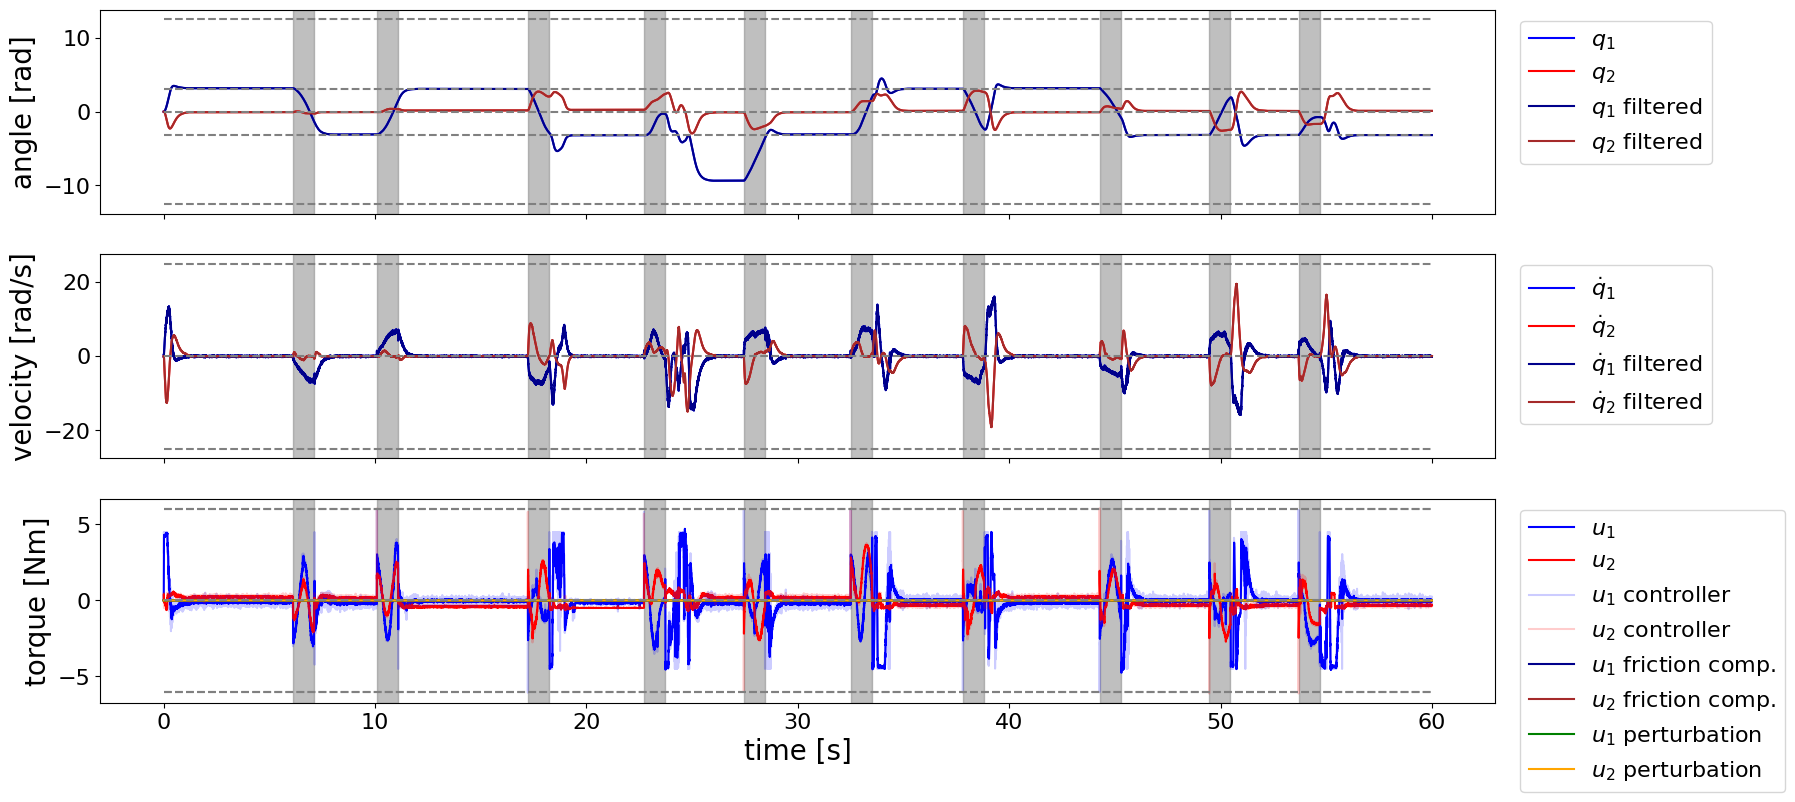 angle [rad]
10
0
−10
q₁
q₂
q₁ filtered
q₂ filtered
velocity [rad/s]
20
0
−20
q̇₁
q̇₂
q̇₁ filtered
q̇₂ filtered
torque [Nm]
5
0
−5
0 10 20 30 40 50 60
time [s]
u₁
u₂
u₁ controller
u₂ controller
u₁ friction comp.
u₂ friction comp.
u₁ perturbation
u₂ perturbation